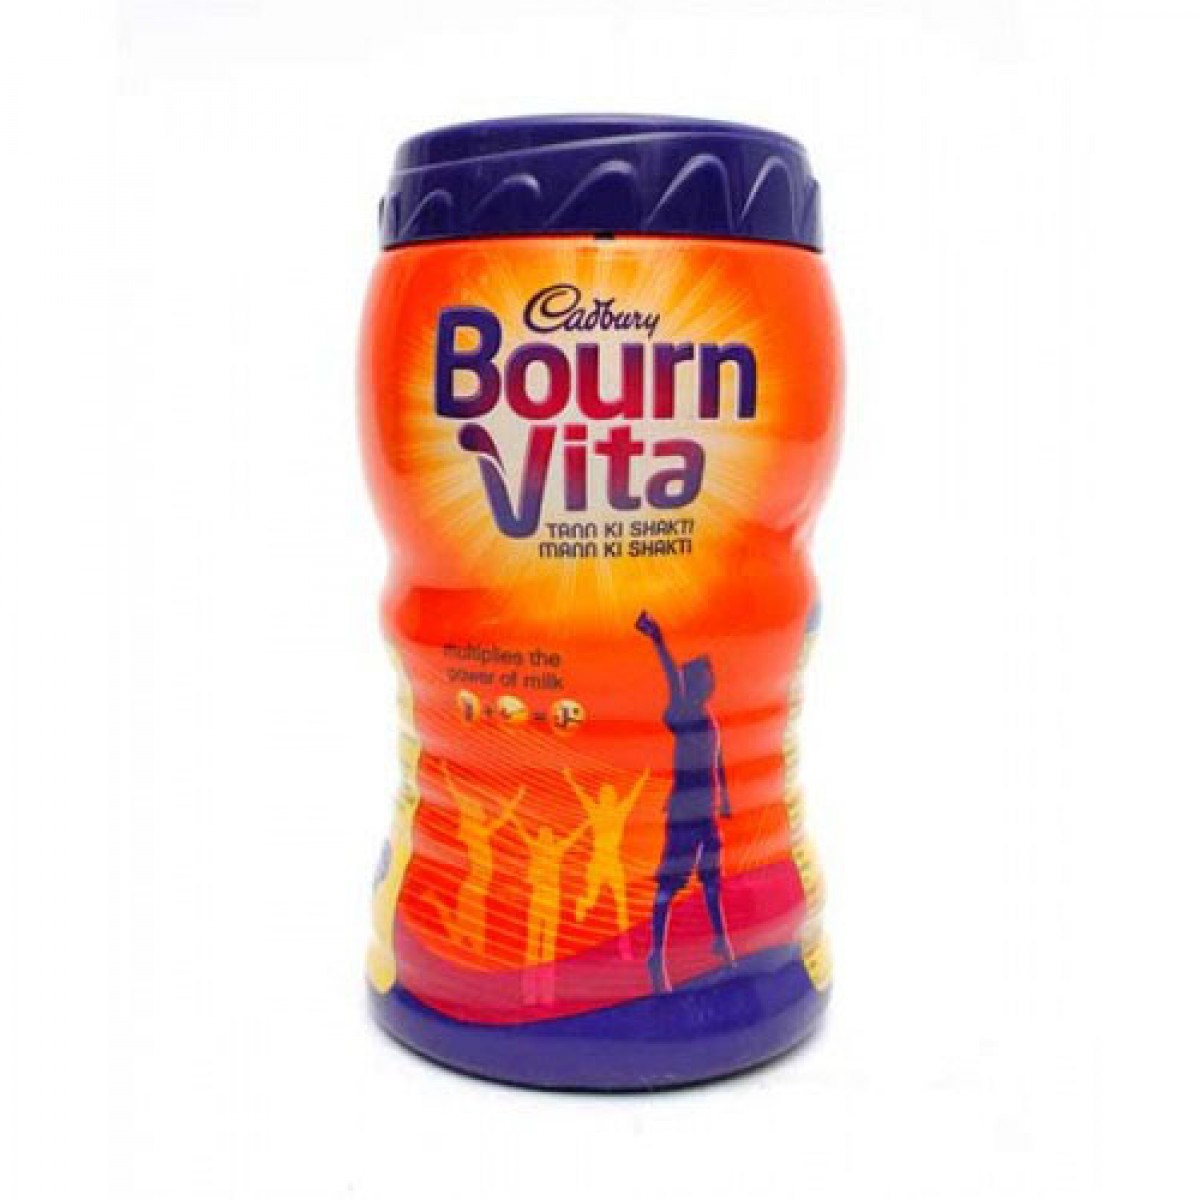 Cadbury
Bourn
Vita
TANN KI SHAKTI
MANN KI SHAKTI
multiplies the
power of milk
+ =